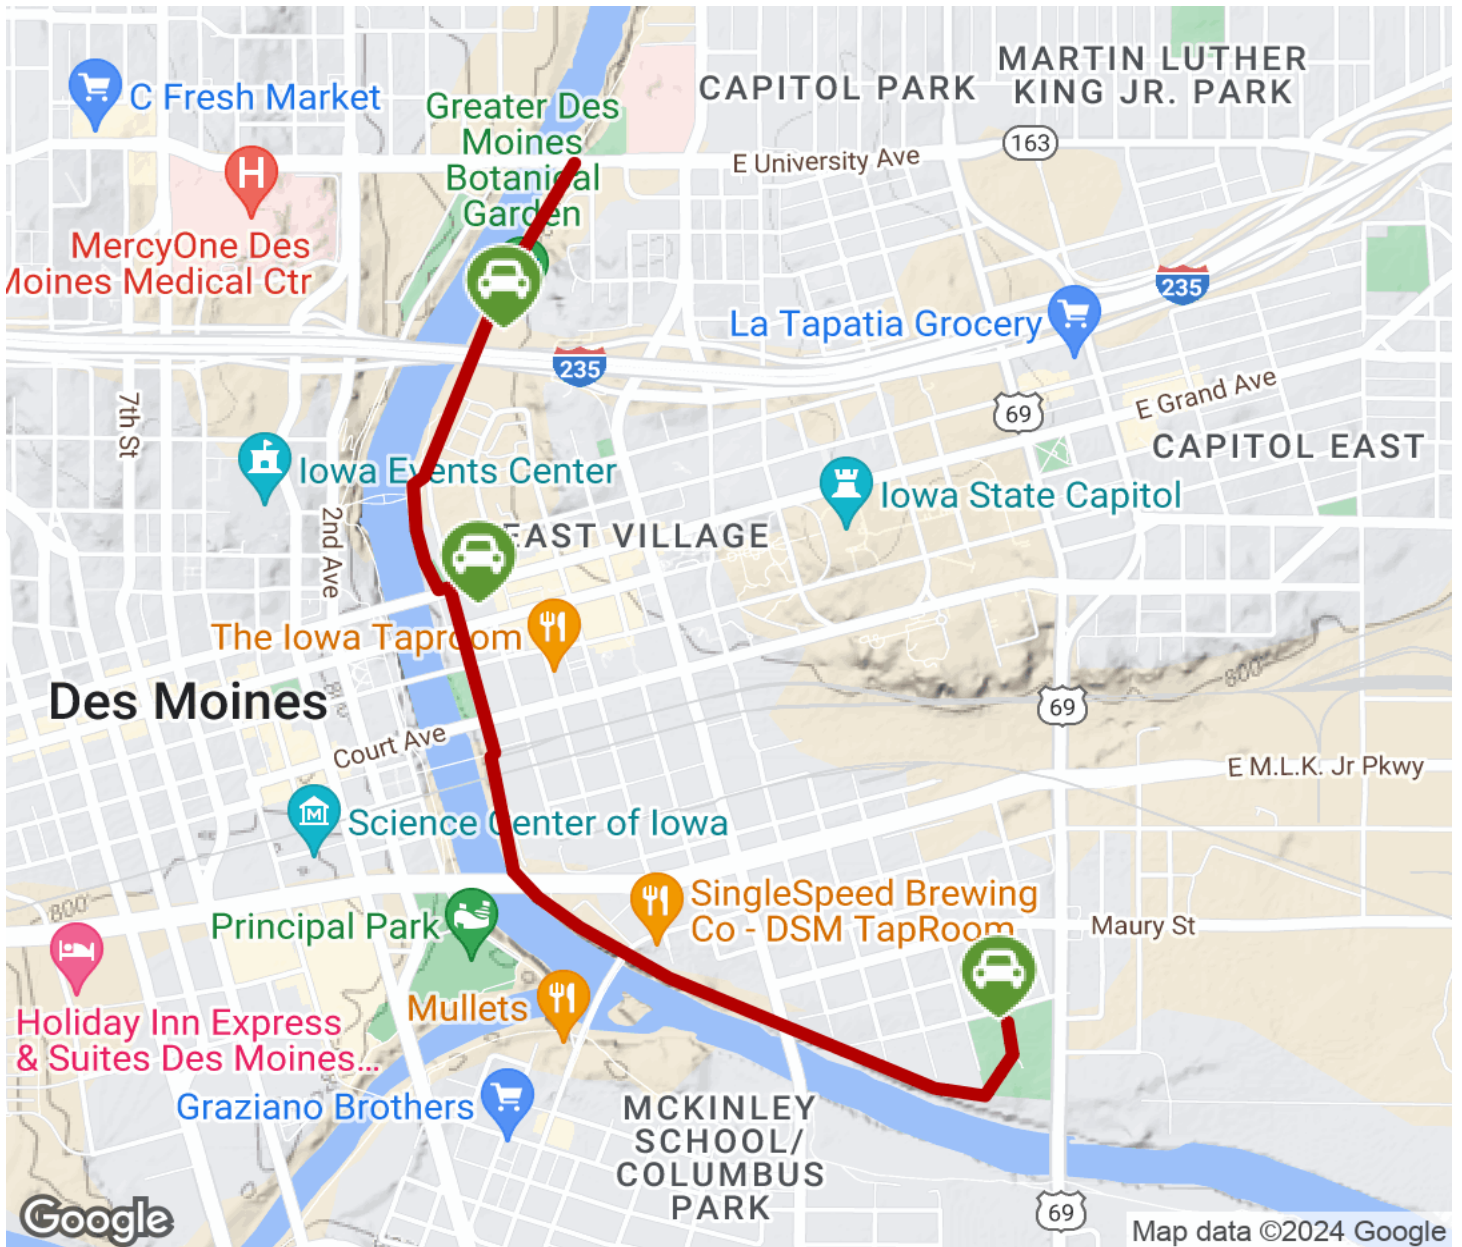 MARTIN LUTHER
KING JR. PARK
CAPITOL PARK
C Fresh Market
Greater Des
Moines
Botanical
Garden
163
E University Ave
H
MercyOne Des
Moines Medical Ctr
235
La Tapatia Grocery
235
69
E Grand Ave
7th St
CAPITOL EAST
Iowa Events Center
Iowa State Capitol
2nd Ave
EAST VILLAGE
The Iowa Taproom
800
Des Moines
69
Court Ave
E M.L.K. Jr Pkwy
M
Science Center of Iowa
SingleSpeed Brewing
Co - DSM TapRoom
800
Principal Park
Maury St
Mullets
Holiday Inn Express
& Suites Des Moines...
Graziano Brothers
MCKINLEY
SCHOOL/
COLUMBUS
PARK
69
Google
Map data ©2024 Google